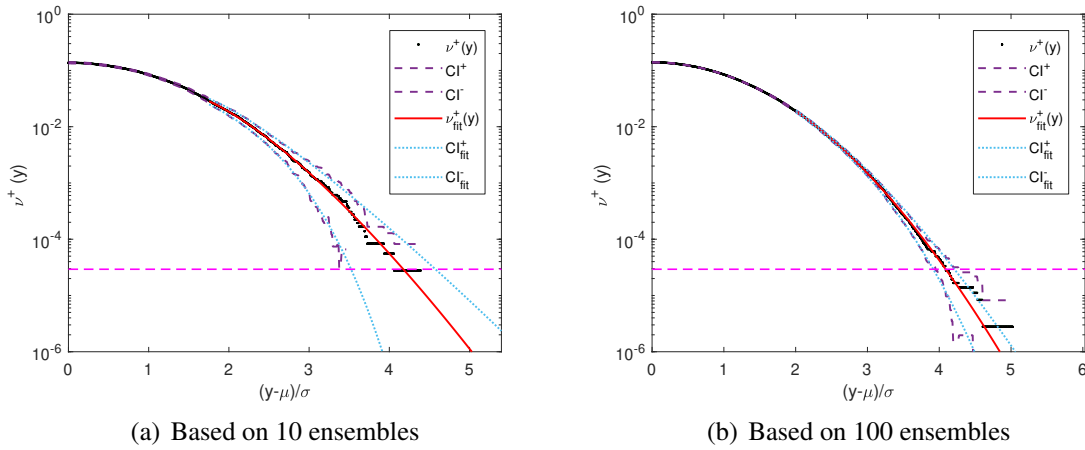 10^0
10^-2
10^-4
10^-6
ν^+ (y)
0 1 2 3 4 5
(y-μ)/σ
ν^+(y)
CI^+
CI^-
ν^+_fit(y)
CI^+_fit
CI^-_fit
(a) Based on 10 ensembles
10^0
10^-2
10^-4
10^-6
ν^+ (y)
0 1 2 3 4 5 6
(y-μ)/σ
ν^+(y)
CI^+
CI^-
ν^+_fit(y)
CI^+_fit
CI^-_fit
(b) Based on 100 ensembles